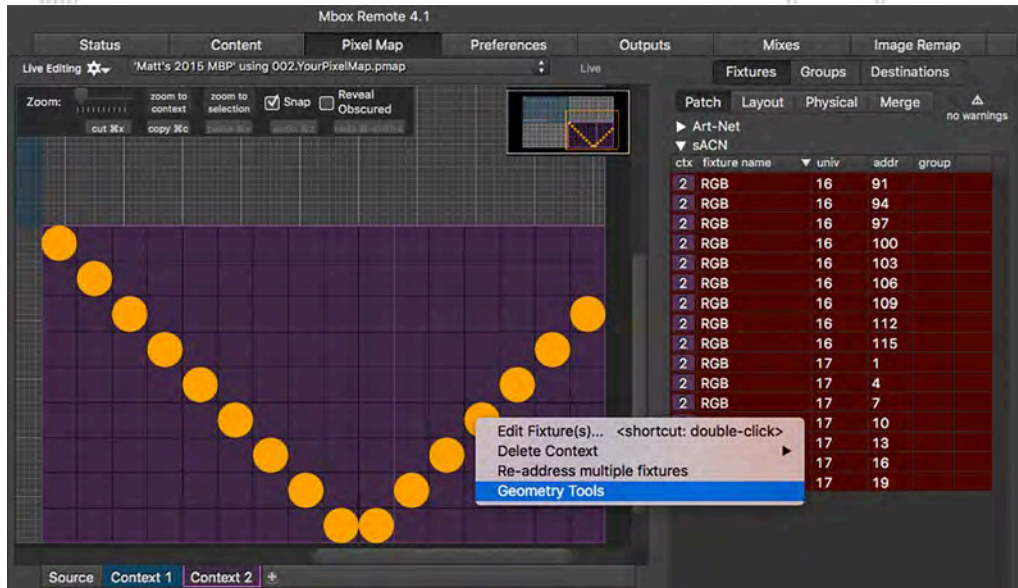 Mbox Remote 4.1
Status Content Pixel Map Preferences Outputs Mixes Image Remap
Live Editing 'Matt's 2015 MBP' using 002.YourPixelMap.pmap Live Fixtures Groups Destinations
Zoom: zoom to context zoom to selection Snap Reveal Obscured
cut ⌘x copy ⌘c
Patch Layout Physical Merge no warnings
▶ Art-Net
▼ sACN
ctx fixture name ▼ univ addr group
2 RGB 16 91
2 RGB 16 94
2 RGB 16 97
2 RGB 16 100
2 RGB 16 103
2 RGB 16 106
2 RGB 16 109
2 RGB 16 112
2 RGB 16 115
2 RGB 17 1
2 RGB 17 4
2 RGB 17 7
17 10
17 13
17 16
17 19
Edit Fixture(s)... <shortcut: double-click>
Delete Context ▶
Re-address multiple fixtures
Geometry Tools
Source Context 1 Context 2 +